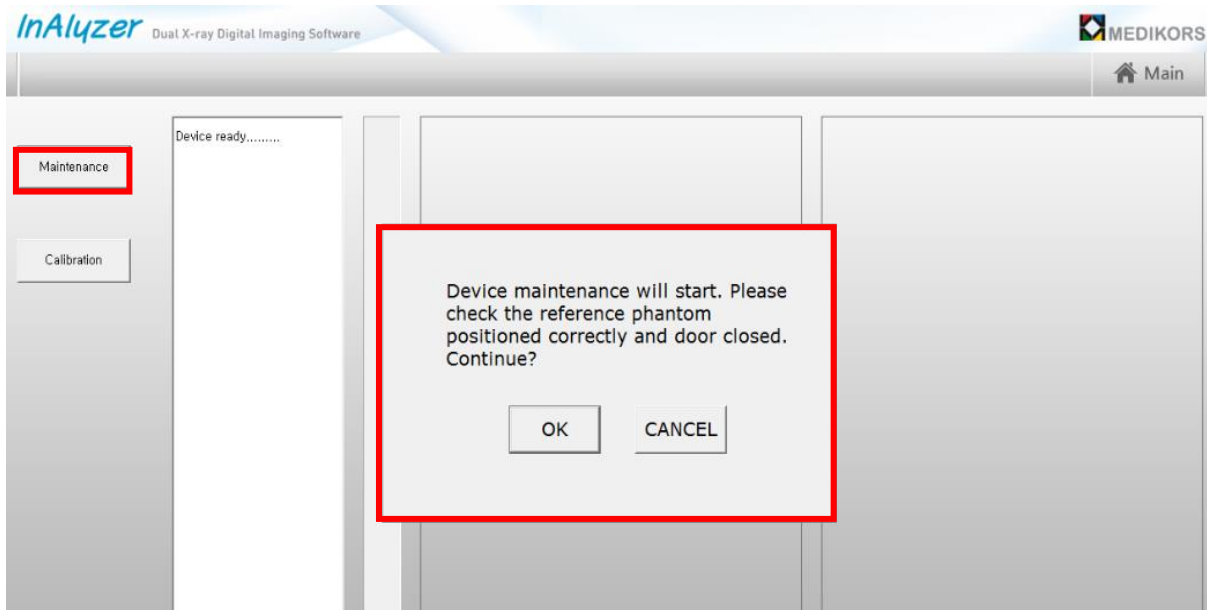 InAlyzer Dual X-ray Digital Imaging Software
MEDIKORS
Main
Device ready.........
Maintenance
Calibration
Device maintenance will start. Please
check the reference phantom
positioned correctly and door closed.
Continue?
OK
CANCEL